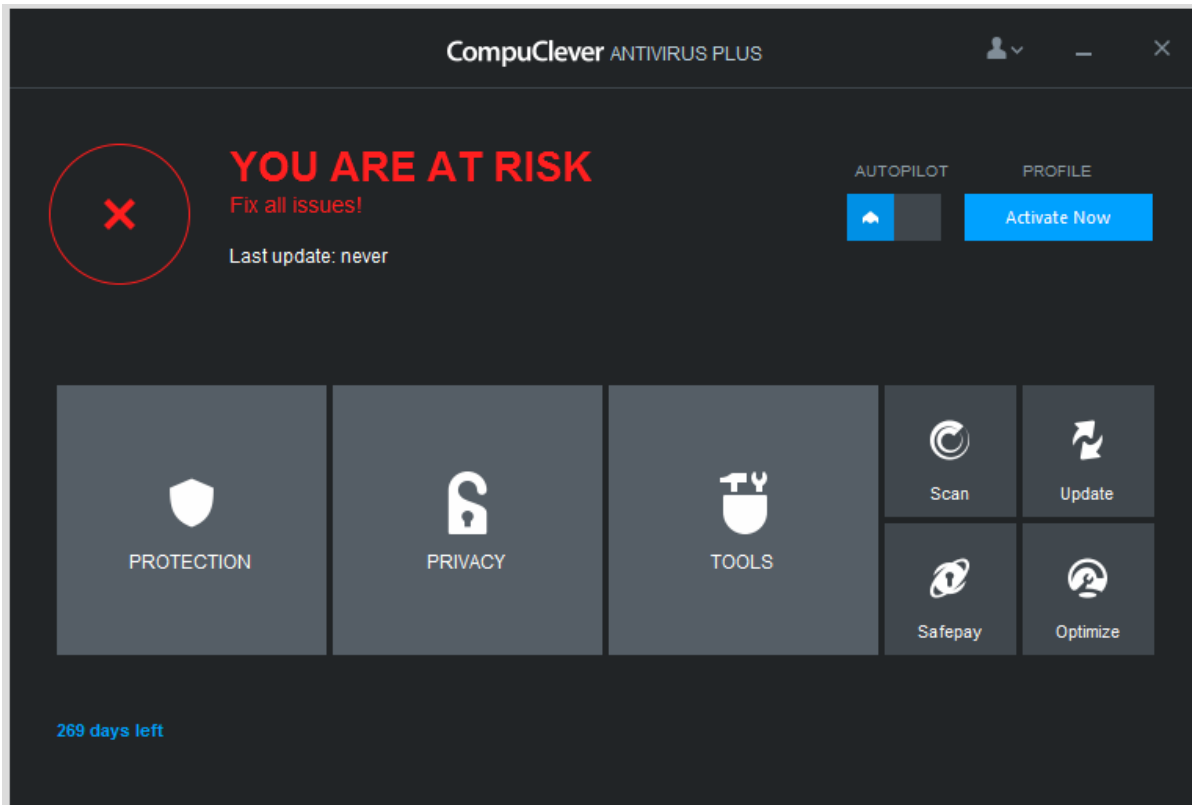 CompuClever ANTIVIRUS PLUS
YOU ARE AT RISK
Fix all issues!
Last update: never
AUTOPILOT
PROFILE
Activate Now
PROTECTION
PRIVACY
TOOLS
Scan
Update
Safepay
Optimize
269 days left